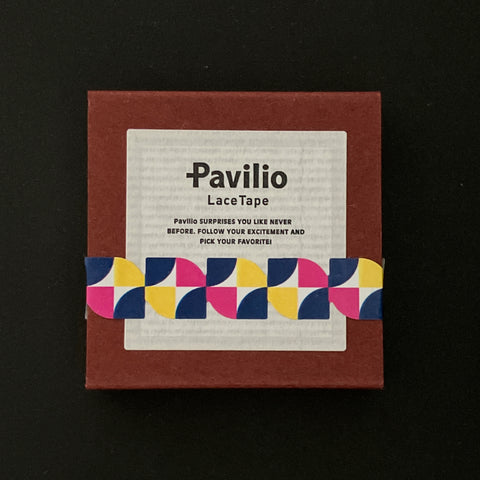 Pavilio
LaceTape
Pavilio SURPRISES YOU LIKE NEVER
BEFORE. FOLLOW YOUR EXCITEMENT AND
PICK YOUR FAVORITE!